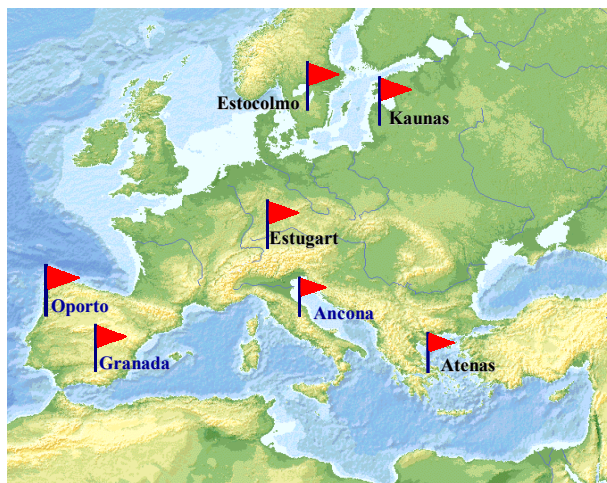 Estocolmo
Kaunas
Estugart
Oporto
Ancona
Granada
Atenas